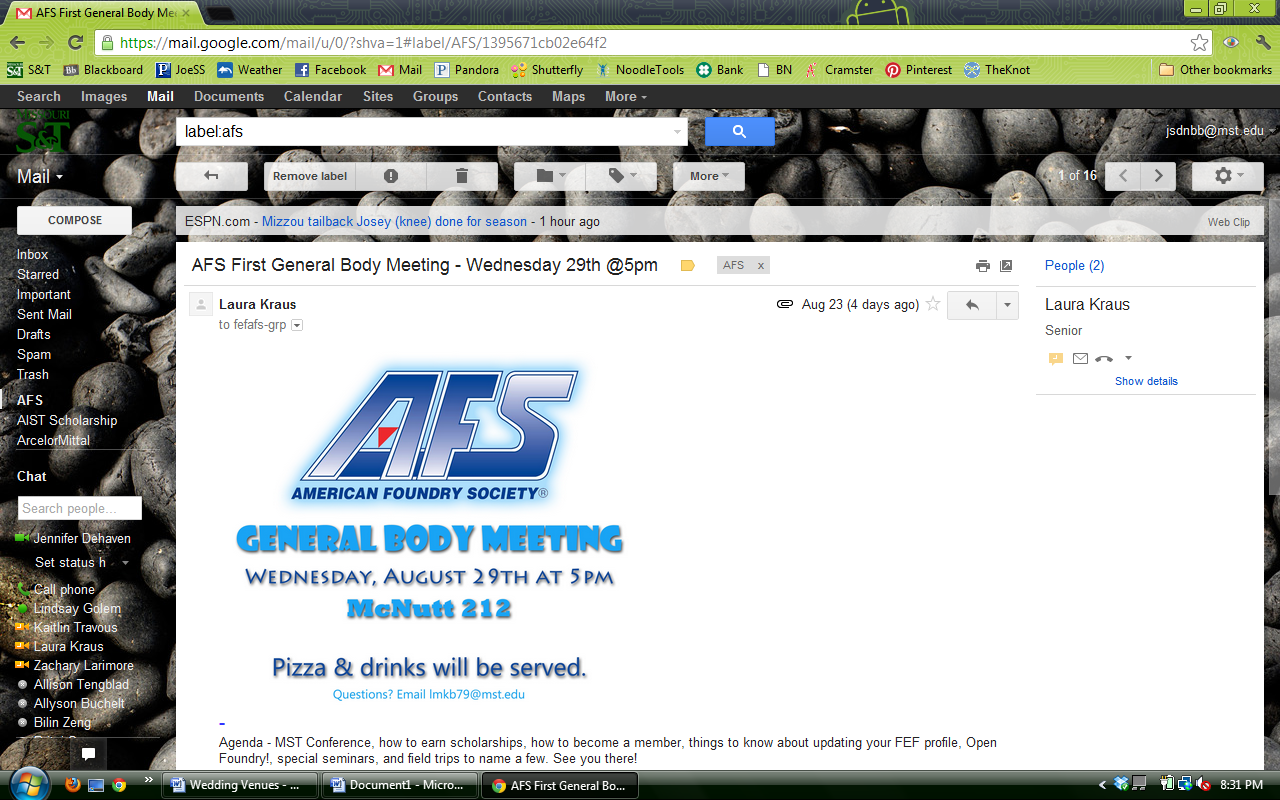 AFS First General Body Me
https://mail.google.com/mail/u/0/?shva=1#label/AFS/1395671cb02e64f2
S&T Blackboard JoeSS Weather Facebook Mail Pandora Shutterfly NoodleTools Bank BN Cramster Pinterest TheKnot Other bookmarks
Search Images Mail Documents Calendar Sites Groups Contacts Maps More
S&T
label:afs
jsdnbb@mst.edu
Mail
Remove label
More
1 of 16
COMPOSE
ESPN.com - Mizzou tailback Josey (knee) done for season - 1 hour ago
Web Clip
Inbox
Starred
Important
Sent Mail
Drafts
Spam
Trash
AFS
AIST Scholarship
ArcelorMittal
Chat
Search people...
Jennifer Dehaven
Set status h
Call phone
Lindsay Golem
Kaitlin Travous
Laura Kraus
Zachary Larimore
Allison Tengblad
Allyson Buchelt
Bilin Zeng
AFS First General Body Meeting - Wednesday 29th @5pm
AFS x
Laura Kraus
Aug 23 (4 days ago)
to fefafs-grp
AFS
AMERICAN FOUNDRY SOCIETY®
GENERAL BODY MEETING
WEDNESDAY, AUGUST 29TH AT 5PM
McNutt 212
Pizza & drinks will be served.
Questions? Email lmkb79@mst.edu
-
Agenda - MST Conference, how to earn scholarships, how to become a member, things to know about updating your FEF profile, Open
Foundry!, special seminars, and field trips to name a few. See you there!
People (2)
Laura Kraus
Senior
Show details
Wedding Venues - ...
Document1 - Micro...
AFS First General Bo...
8:31 PM